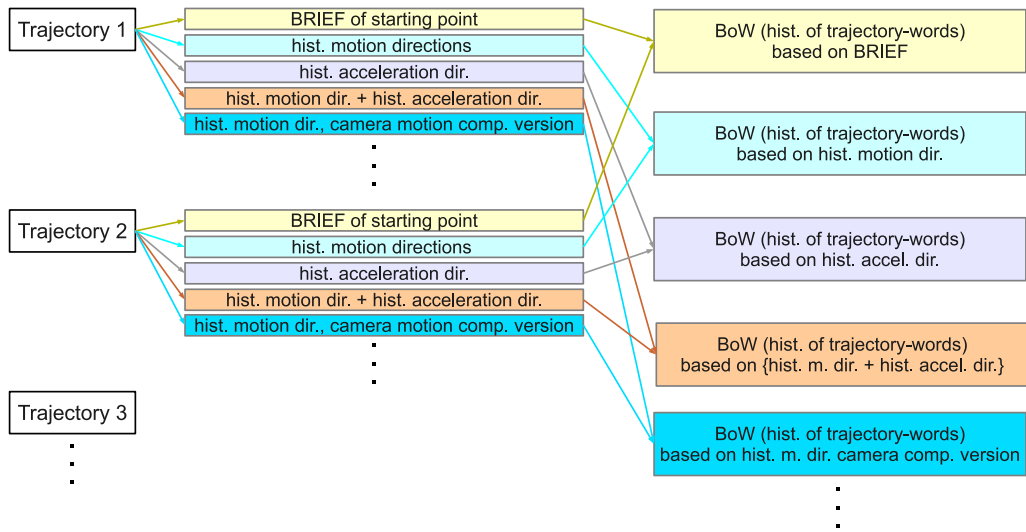 Trajectory 1
BRIEF of starting point
hist. motion directions
hist. acceleration dir.
hist. motion dir. + hist. acceleration dir.
hist. motion dir., camera motion comp. version
Trajectory 2
BRIEF of starting point
hist. motion directions
hist. acceleration dir.
hist. motion dir. + hist. acceleration dir.
hist. motion dir., camera motion comp. version
Trajectory 3
BoW (hist. of trajectory-words)
based on BRIEF
BoW (hist. of trajectory-words)
based on hist. motion dir.
BoW (hist. of trajectory-words)
based on hist. accel. dir.
BoW (hist. of trajectory-words)
based on {hist. m. dir. + hist. accel. dir.}
BoW (hist. of trajectory-words)
based on hist. m. dir. camera comp. version